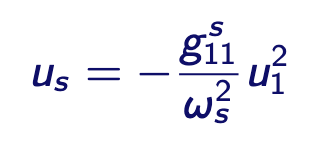 $u_s = -\frac{g_{11}^s}{\omega_s^2} u_1^2$